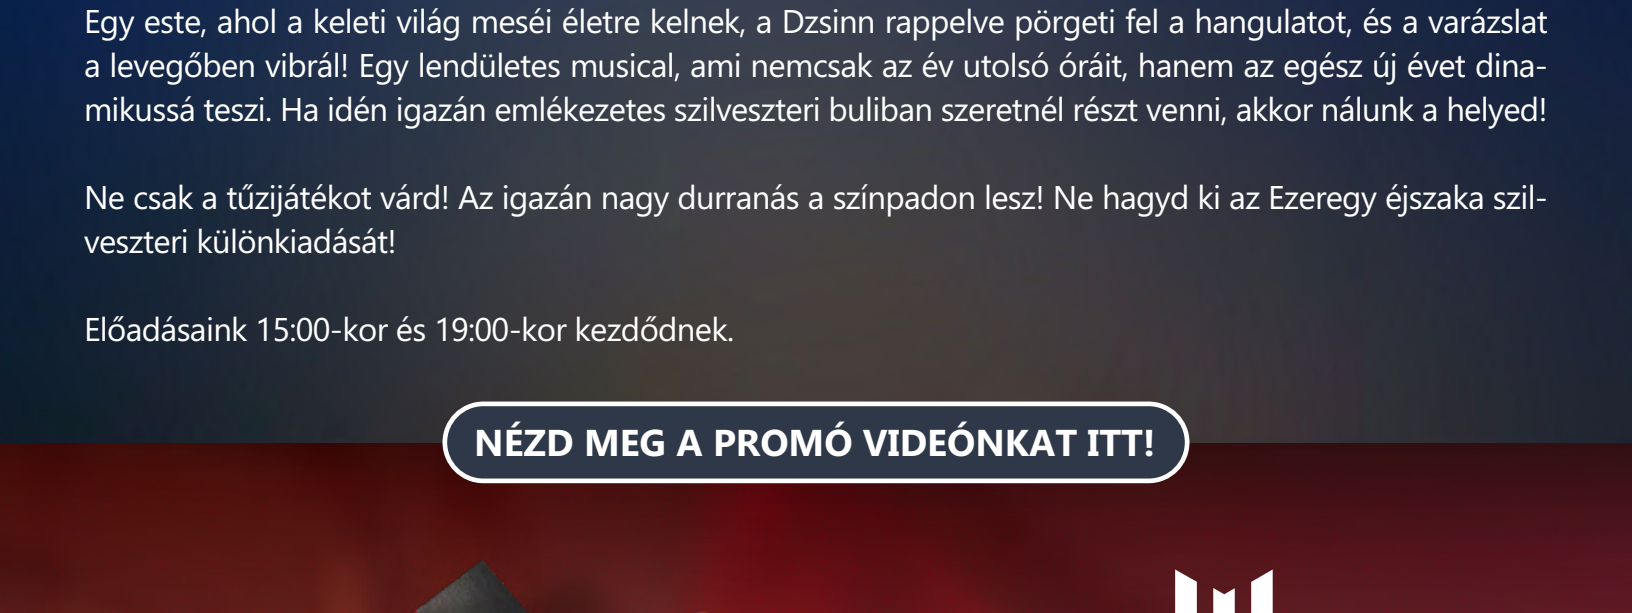 Egy este, ahol a keleti világ meséi életre kelnek, a Dzsinn rappelve pörgeti fel a hangulatot, és a varázslat
a levegőben vibrál! Egy lendületes musical, ami nemcsak az év utolsó óráit, hanem az egész új évet dina-
mikussá teszi. Ha idén igazán emlékezetes szilveszteri buliban szeretnél részt venni, akkor nálunk a helyed!
Ne csak a tűzijátékot várd! Az igazán nagy durranás a színpadon lesz! Ne hagyd ki az Ezeregy éjszaka szil-
veszteri különkiadását!
Előadásaink 15:00-kor és 19:00-kor kezdődnek.
NÉZD MEG A PROMÓ VIDEÓNKAT ITT!